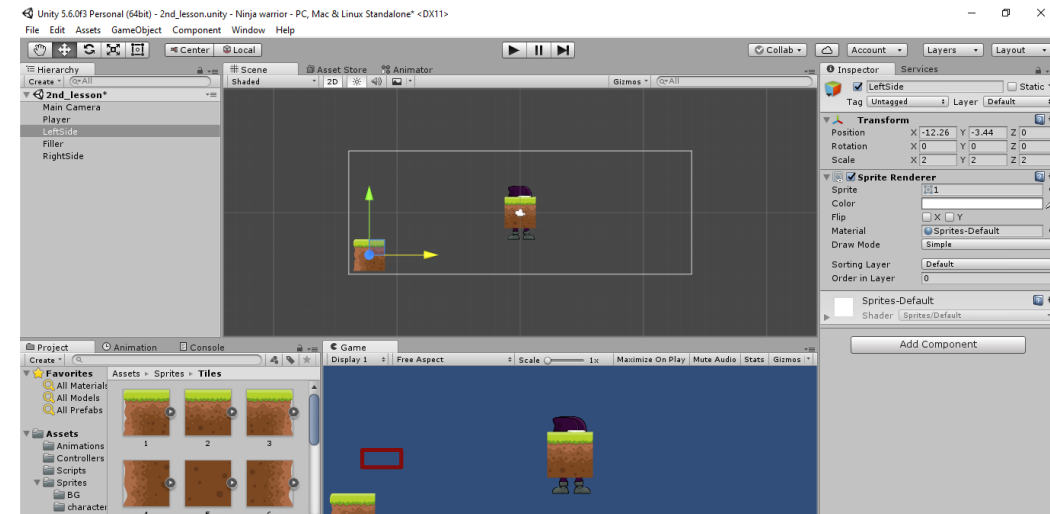 Unity 5.6.0f3 Personal (64bit) - 2nd_lesson.unity - Ninja warrior - PC, Mac & Linux Standalone* <DX11>
File Edit Assets GameObject Component Window Help
Center Local Collab Account Layers Layout
Hierarchy Scene Asset Store Animator Inspector Services
Create All Shaded 2D Gizmos All LeftSide Static
2nd_lesson* Tag Untagged Layer Default
Main Camera
Player Transform
LeftSide Position X -12.26 Y -3.44 Z 0
Filler Rotation X 0 Y 0 Z 0
RightSide Scale X 2 Y 2 Z 2
Sprite Renderer
Sprite 1
Color
Flip X Y
Material Sprites-Default
Draw Mode Simple
Sorting Layer Default
Order in Layer 0
Sprites-Default
Shader Sprites/Default
Add Component
Project Animation Console Game
Create Display 1 Free Aspect Scale 1x Maximize On Play Mute Audio Stats Gizmos
Favorites Assets Sprites Tiles
All Materials
All Models
All Prefabs
Assets
Animations 1 2 3
Controllers
Scripts
Sprites
BG
character